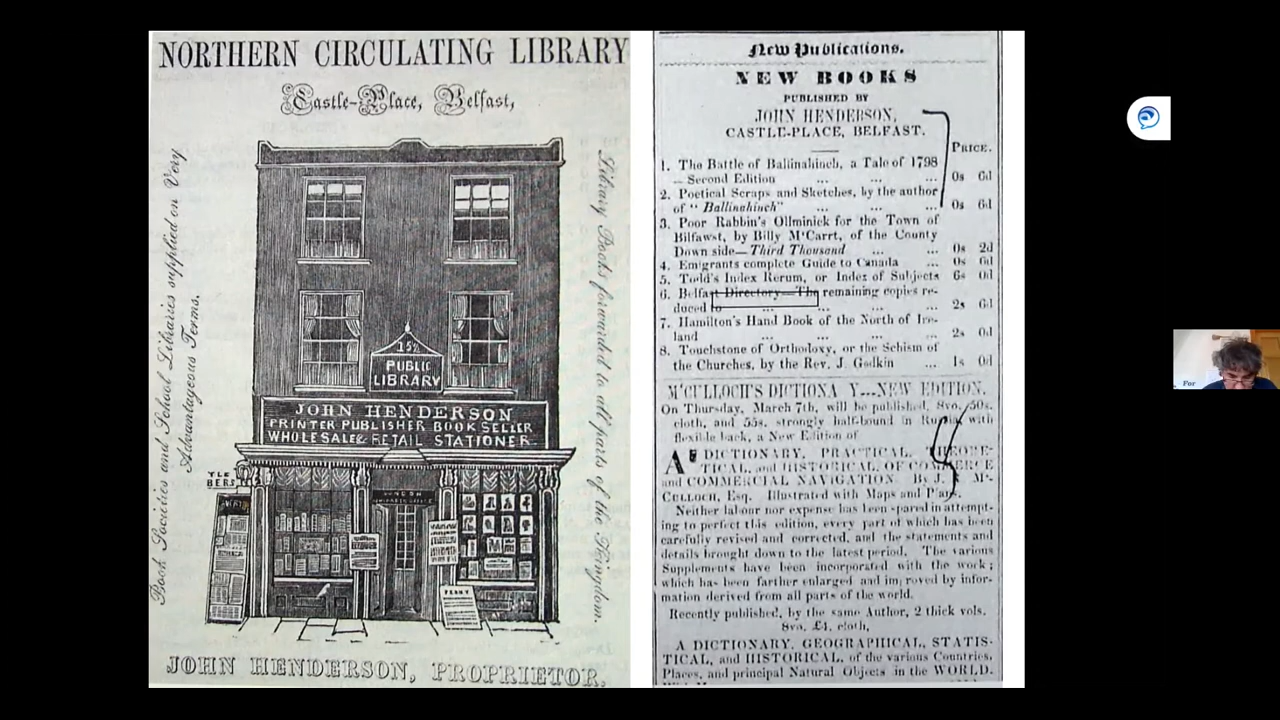 NORTHERN CIRCULATING LIBRARY
Castle-Place, Belfast,
Book Societies and School Libraries supplied on Very
Advantageous Terms.
Library Books forwarded to all parts of the Kingdom.
15½
PUBLIC
LIBRARY
JOHN HENDERSON
PRINTER PUBLISHER BOOK SELLER
WHOLESALE & RETAIL STATIONER
PENNY
JOHN HENDERSON, PROPRIETOR.
New Publications.
NEW BOOKS
PUBLISHED BY
JOHN HENDERSON,
CASTLE-PLACE, BELFAST.
PRICE.
1. The Battle of Ballinahinch, a Tale of 1798
– Second Edition ... ... ... 0s 6d
2. Poetical Scraps and Sketches, by the author
of "Ballinahinch" ... ... ... 0s 6d
3. Poor Rabbin's Ollminick for the Town of
Bilfawst, by Billy M'Carrt, of the County
Down side—Third Thousand ... ... 0s 2d
4. Emigrants complete Guide to Canada ... 0s 6d
5. Todd's Index Rerum, or Index of Subjects 6s 0d
6. Belfast Directory—The remaining copies re-
duced to ... ... ... 2s 6d
7. Hamilton's Hand Book of the North of Ire-
land ... ... ... 2s 0d
8. Touchstone of Orthodoxy, or the Schism of
the Churches, by the Rev. J. Godkin ... 1s 0d
M'CULLOCH'S DICTIONA Y---NEW EDITION.
On Thursday, March 7th, will be published, 8vo, 50s.
cloth, and 55s. strongly half-bound in Russia, with
flexible back, a New Edition of
A DICTIONARY, PRACTICAL, THEORE-
TICAL, and HISTORICAL, OF COMMERCE
and COMMERCIAL NAVIGATION. By J. R. M'-
CULLOCH, Esq. Illustrated with Maps and Plans.
Neither labour nor expense has been spared in attempt-
ing to perfect this edition, every part of which has been
carefully revised and corrected, and the statements and
details brought down to the latest period. The various
Supplements have been incorporated with the work;
which has been farther enlarged and improved by infor-
mation derived from all parts of the world.
Recently published, by the same Author, 2 thick vols.
8vo, £4, cloth,
A DICTIONARY, GEOGRAPHICAL, STATIS-
TICAL, and HISTORICAL, of the various Countries,
Places, and principal Natural Objects in the WORLD.
For